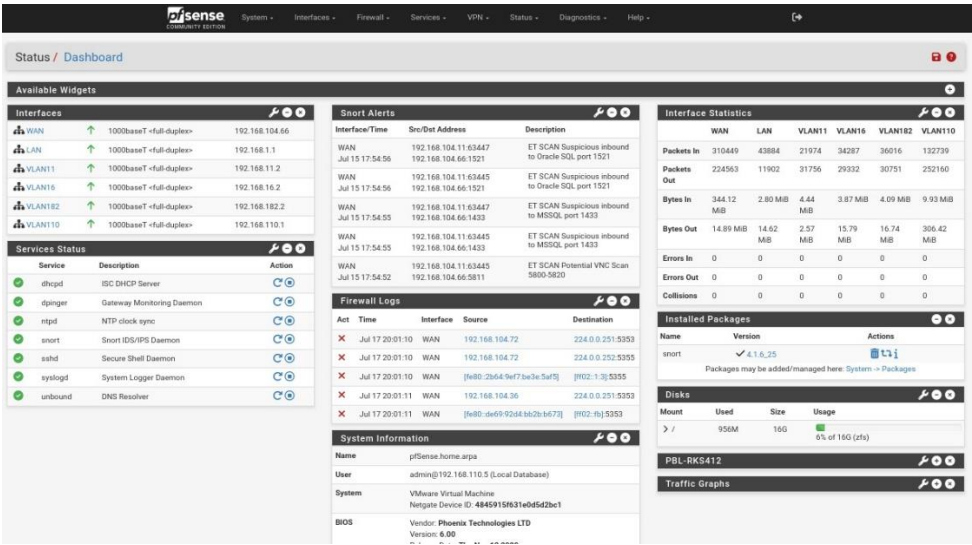 pfsense
COMMUNITY EDITION
System Interfaces Firewall Services VPN Status Diagnostics Help
Status / Dashboard
Available Widgets
Interfaces
WAN 1000baseT <full-duplex> 192.168.104.66
LAN 1000baseT <full-duplex> 192.168.1.1
VLAN11 1000baseT <full-duplex> 192.168.11.2
VLAN16 1000baseT <full-duplex> 192.168.16.2
VLAN182 1000baseT <full-duplex> 192.168.182.2
VLAN110 1000baseT <full-duplex> 192.168.110.1
Services Status
Service Description Action
dhcpd ISC DHCP Server
dpinger Gateway Monitoring Daemon
ntpd NTP clock sync
snort Snort IDS/IPS Daemon
sshd Secure Shell Daemon
syslogd System Logger Daemon
unbound DNS Resolver
Snort Alerts
Interface/Time Src/Dst Address Description
WAN 192.168.104.11:63447 ET SCAN Suspicious inbound
Jul 15 17:54:56 192.168.104.66:1521 to Oracle SQL port 1521
WAN 192.168.104.11:63445 ET SCAN Suspicious inbound
Jul 15 17:54:56 192.168.104.66:1521 to Oracle SQL port 1521
WAN 192.168.104.11:63447 ET SCAN Suspicious inbound
Jul 15 17:54:55 192.168.104.66:1433 to MSSQL port 1433
WAN 192.168.104.11:63445 ET SCAN Suspicious inbound
Jul 15 17:54:55 192.168.104.66:1433 to MSSQL port 1433
WAN 192.168.104.11:63445 ET SCAN Potential VNC Scan
Jul 15 17:54:52 192.168.104.66:5811 5800-5820
Firewall Logs
Act Time Interface Source Destination
Jul 17 20:01:10 WAN 192.168.104.72 224.0.0.251:5353
Jul 17 20:01:10 WAN 192.168.104.72 224.0.0.252:5355
Jul 17 20:01:10 WAN [fe80::2b64:9ef7:be3e:5af5] [ff02::1:3]:5355
Jul 17 20:01:11 WAN 192.168.104.36 224.0.0.251:5353
Jul 17 20:01:11 WAN [fe80::de69:92d4:bb2b:b673] [ff02::fb]:5353
System Information
Name pfSense.home.arpa
User admin@192.168.110.5 (Local Database)
System VMware Virtual Machine
Netgate Device ID: 4845915f631e0d5d2bc1
BIOS Vendor: Phoenix Technologies LTD
Version: 6.00
Interface Statistics
WAN LAN VLAN11 VLAN16 VLAN182 VLAN110
Packets In 310449 43884 21974 34287 36016 132739
Packets Out 224563 11902 31756 29332 30751 252160
Bytes In 344.12 MiB 2.80 MiB 4.44 MiB 3.87 MiB 4.09 MiB 9.93 MiB
Bytes Out 14.89 MiB 14.62 MiB 2.57 MiB 15.79 MiB 16.74 MiB 306.42 MiB
Errors In 0 0 0 0 0 0
Errors Out 0 0 0 0 0 0
Collisions 0 0 0 0 0 0
Installed Packages
Name Version Actions
snort 4.1.6_25
Packages may be added/managed here: System -> Packages
Disks
Mount Used Size Usage
> / 956M 16G
6% of 16G (zfs)
PBL-RKS412
Traffic Graphs